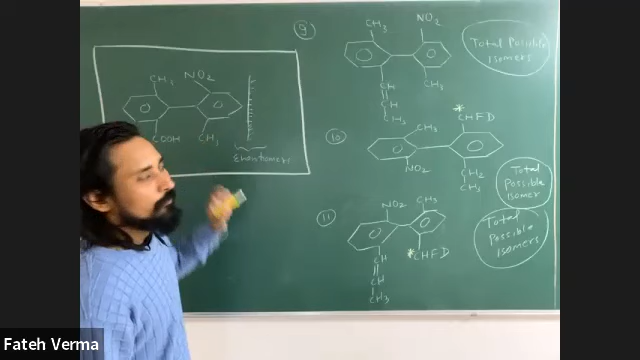 CH3
NO2
COOH
CH3
Enantiomers
9
CH3
NO2
CH
CH
CH3
CH3
Total Possible
isomers
10
CH3
NO2
*
CHFD
CH2
CH3
Total
Possible
isomer
11
NO2
CH3
CH
CH
CH3
*CHFD
Total
Possible
isomers
Fateh Verma